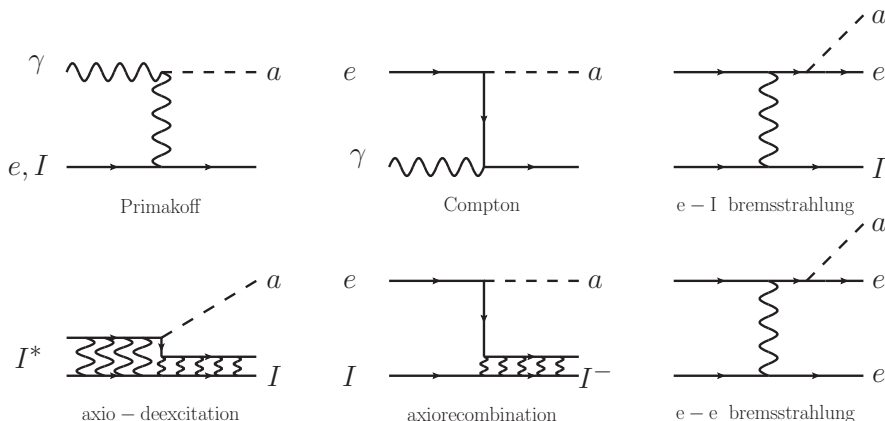 γ a
e, I
Primakoff
e a
γ
Compton
a
e
I
e − I bremsstrahlung
a
I*
I
axio − deexcitation
e a
I I⁻
axiorecombination
a
e
e
e − e bremsstrahlung